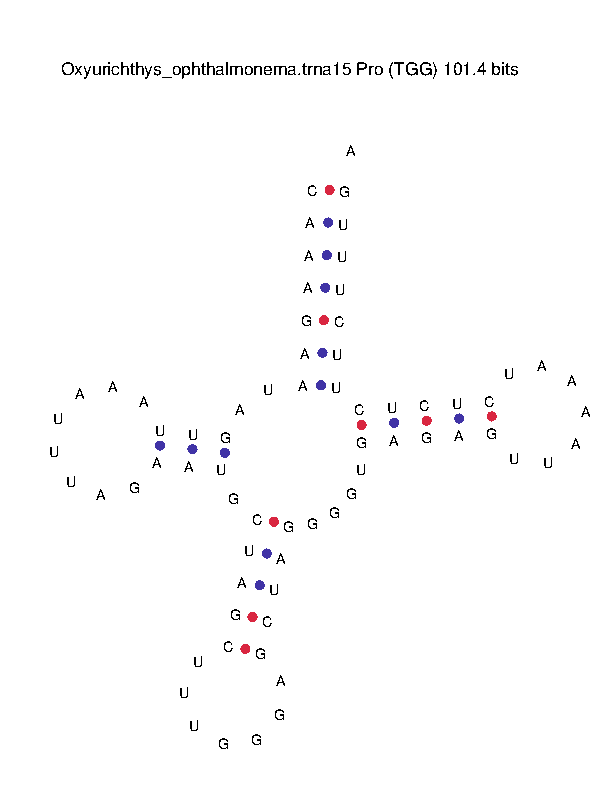 Oxyurichthys_ophthalmonema.trna15 Pro (TGG) 101.4 bits
A
C G
A U
A U
A U
G C
A U
A U
U
A
G U U
A A A U U A G
A A U
G
C U A G C
U U U G G G A
G C U A G
G G G U
G A G A G
U U A A A A U
C U C U C